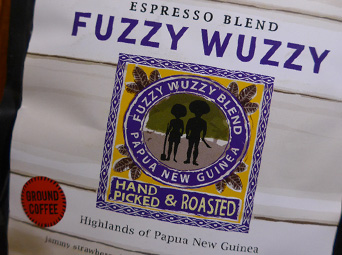 ESPRESSO BLEND
FUZZY WUZZY
FUZZY WUZZY BLEND
PAPUA NEW GUINEA
HAND
PICKED & ROASTED
GROUND
COFFEE
Highlands of Papua New Guinea
jammy